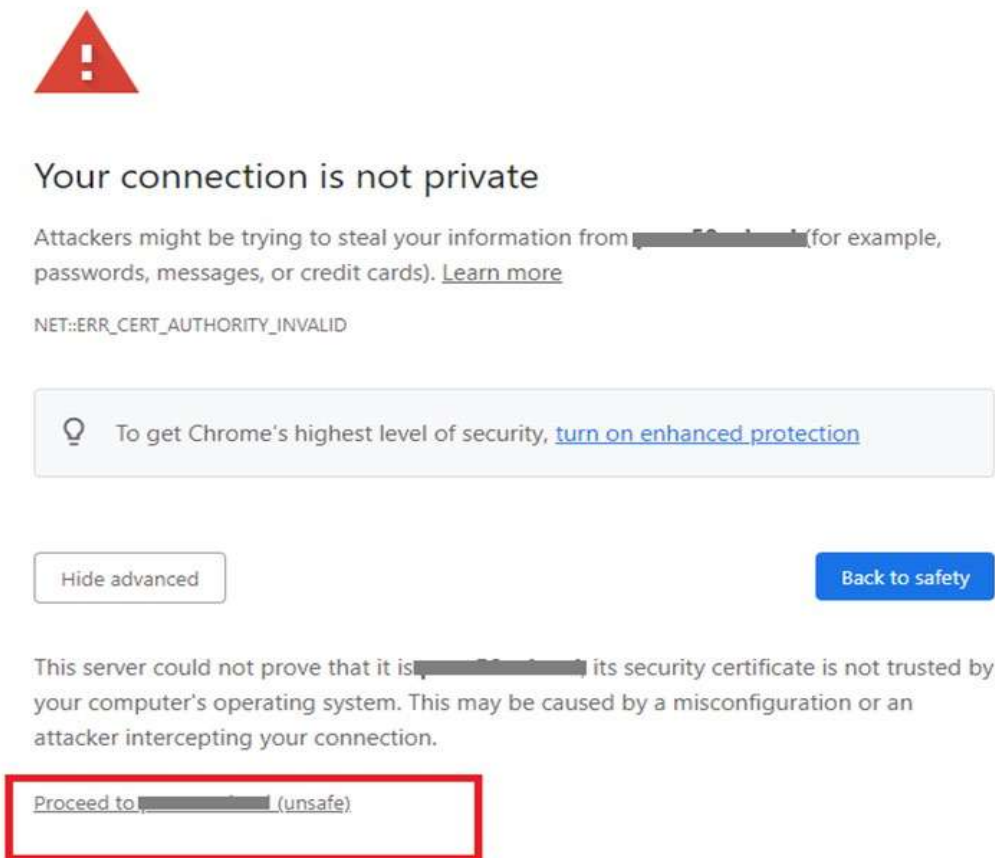 Your connection is not private
Attackers might be trying to steal your information from (for example,
passwords, messages, or credit cards). Learn more
NET::ERR_CERT_AUTHORITY_INVALID
To get Chrome's highest level of security, turn on enhanced protection
Hide advanced
Back to safety
This server could not prove that it is its security certificate is not trusted by
your computer's operating system. This may be caused by a misconfiguration or an
attacker intercepting your connection.
Proceed to (unsafe)